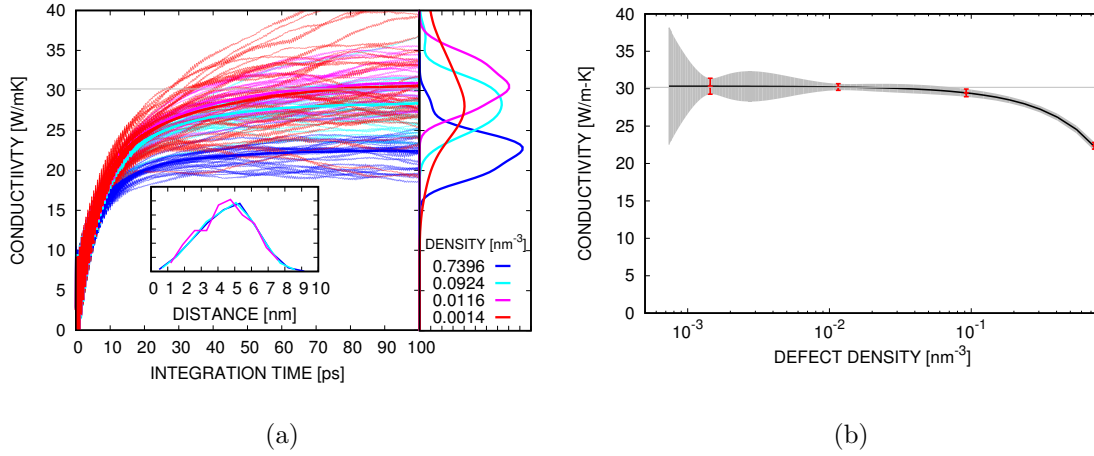 CONDUCTIIVITY [W/mK]
40
35
30
25
20
15
10
5
0
0 10 20 30 40 50 60 70 80 90 100
INTEGRATION TIME [ps]
0 1 2 3 4 5 6 7 8 9 10
DISTANCE [nm]
DENSITY [nm-3]
0.7396
0.0924
0.0116
0.0014
(a)
CONDUCTIVITY [W/m-K]
40
35
30
25
20
15
10
5
0
10-3 10-2 10-1
DEFECT DENSITY [nm-3]
(b)